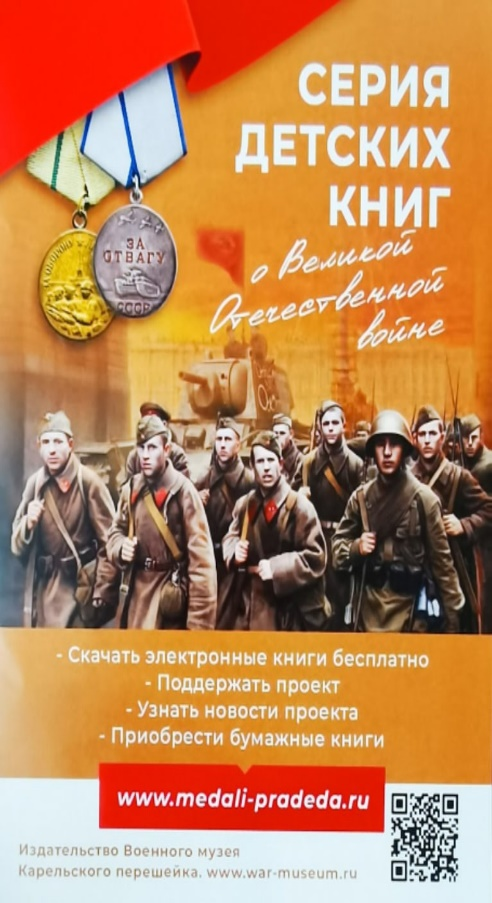 СЕРИЯ
ДЕТСКИХ
КНИГ
о Великой
Отечественной
войне
ЗА
ОТВАГУ
СССР
- Скачать электронные книги бесплатно
- Поддержать проект
- Узнать новости проекта
- Приобрести бумажные книги
www.medali-pradeda.ru
Издательство Военного музея
Карельского перешейка. www.war-museum.ru